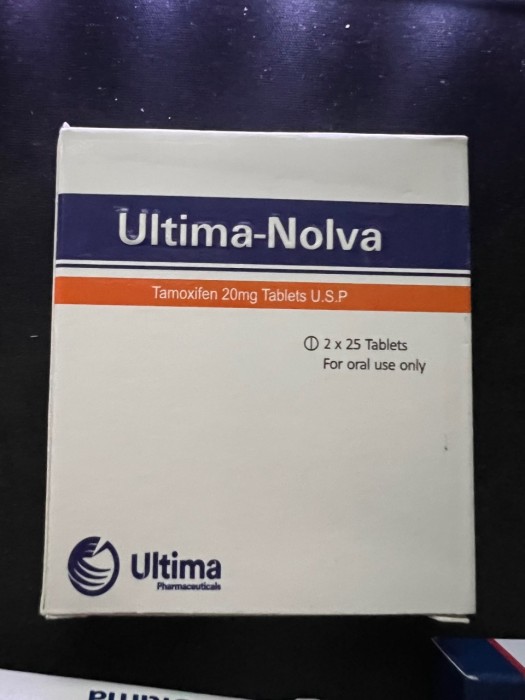 Ultima-Nolva
Tamoxifen 20mg Tablets U.S.P
2 x 25 Tablets
For oral use only
Ultima
Pharmaceuticals